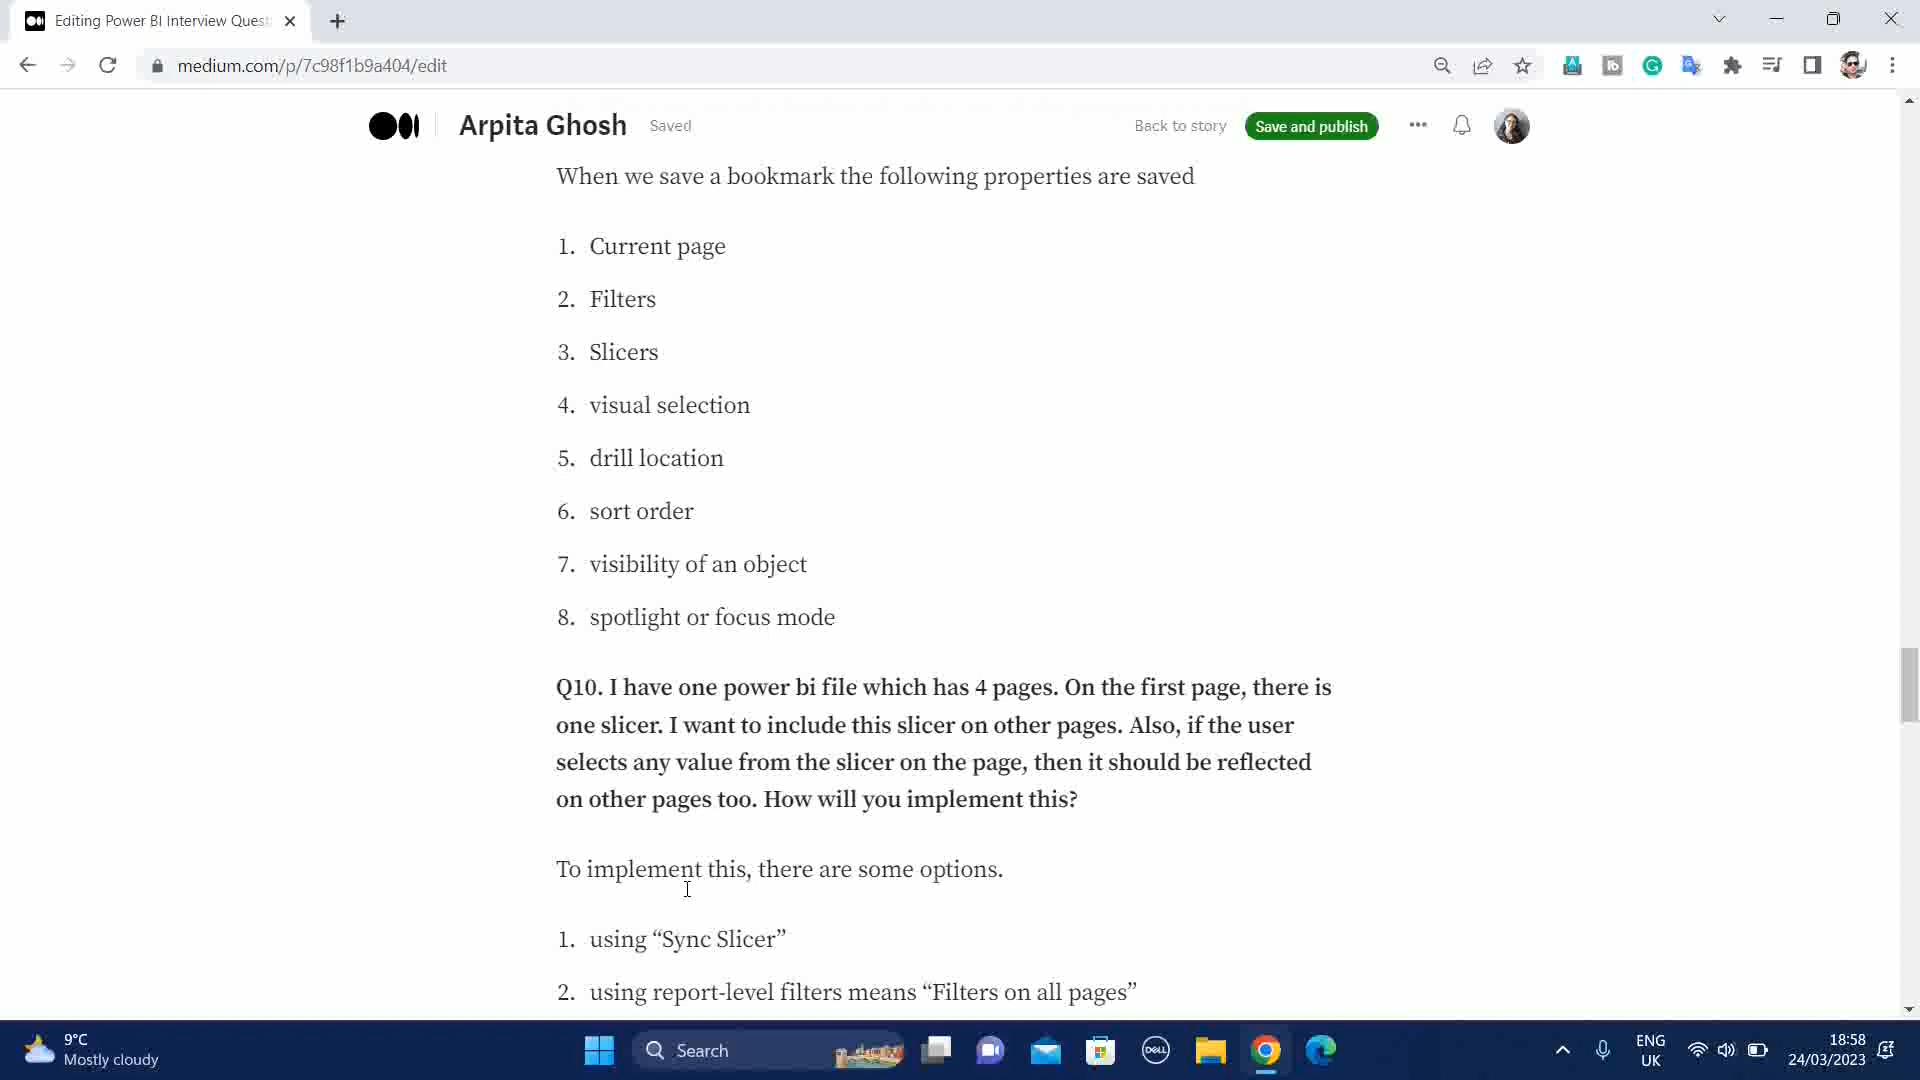 Editing Power BI Interview Quest
medium.com/p/7c98f1b9a404/edit
Arpita Ghosh Saved Back to story Save and publish
When we save a bookmark the following properties are saved
1. Current page
2. Filters
3. Slicers
4. visual selection
5. drill location
6. sort order
7. visibility of an object
8. spotlight or focus mode
Q10. I have one power bi file which has 4 pages. On the first page, there is
one slicer. I want to include this slicer on other pages. Also, if the user
selects any value from the slicer on the page, then it should be reflected
on other pages too. How will you implement this?
To implement this, there are some options.
1. using “Sync Slicer”
2. using report-level filters means “Filters on all pages”
9°C
Mostly cloudy
Search
DELL
ENG
UK
18:58
24/03/2023